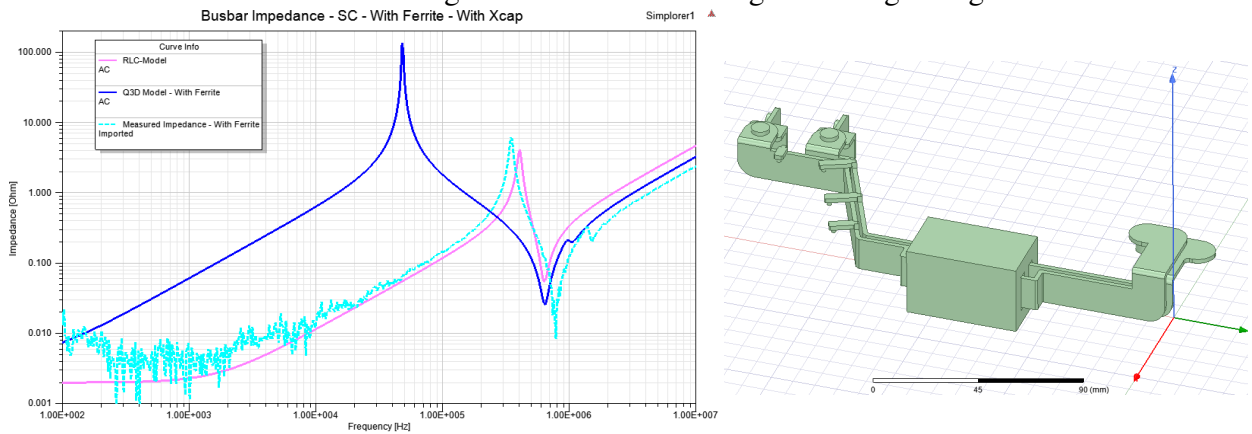 Busbar Impedance - SC - With Ferrite - With Xcap
Simplorer1
Curve Info
RLC-Model
AC
Q3D Model - With Ferrite
AC
Measured Impedance - With Ferrite
Imported
100.000
10.000
1.000
0.100
0.010
0.001
Impedance [Ohm]
1.00E+002
1.00E+003
1.00E+004
1.00E+005
1.00E+006
1.00E+007
Frequency [Hz]
Z
0
45
90 (mm)